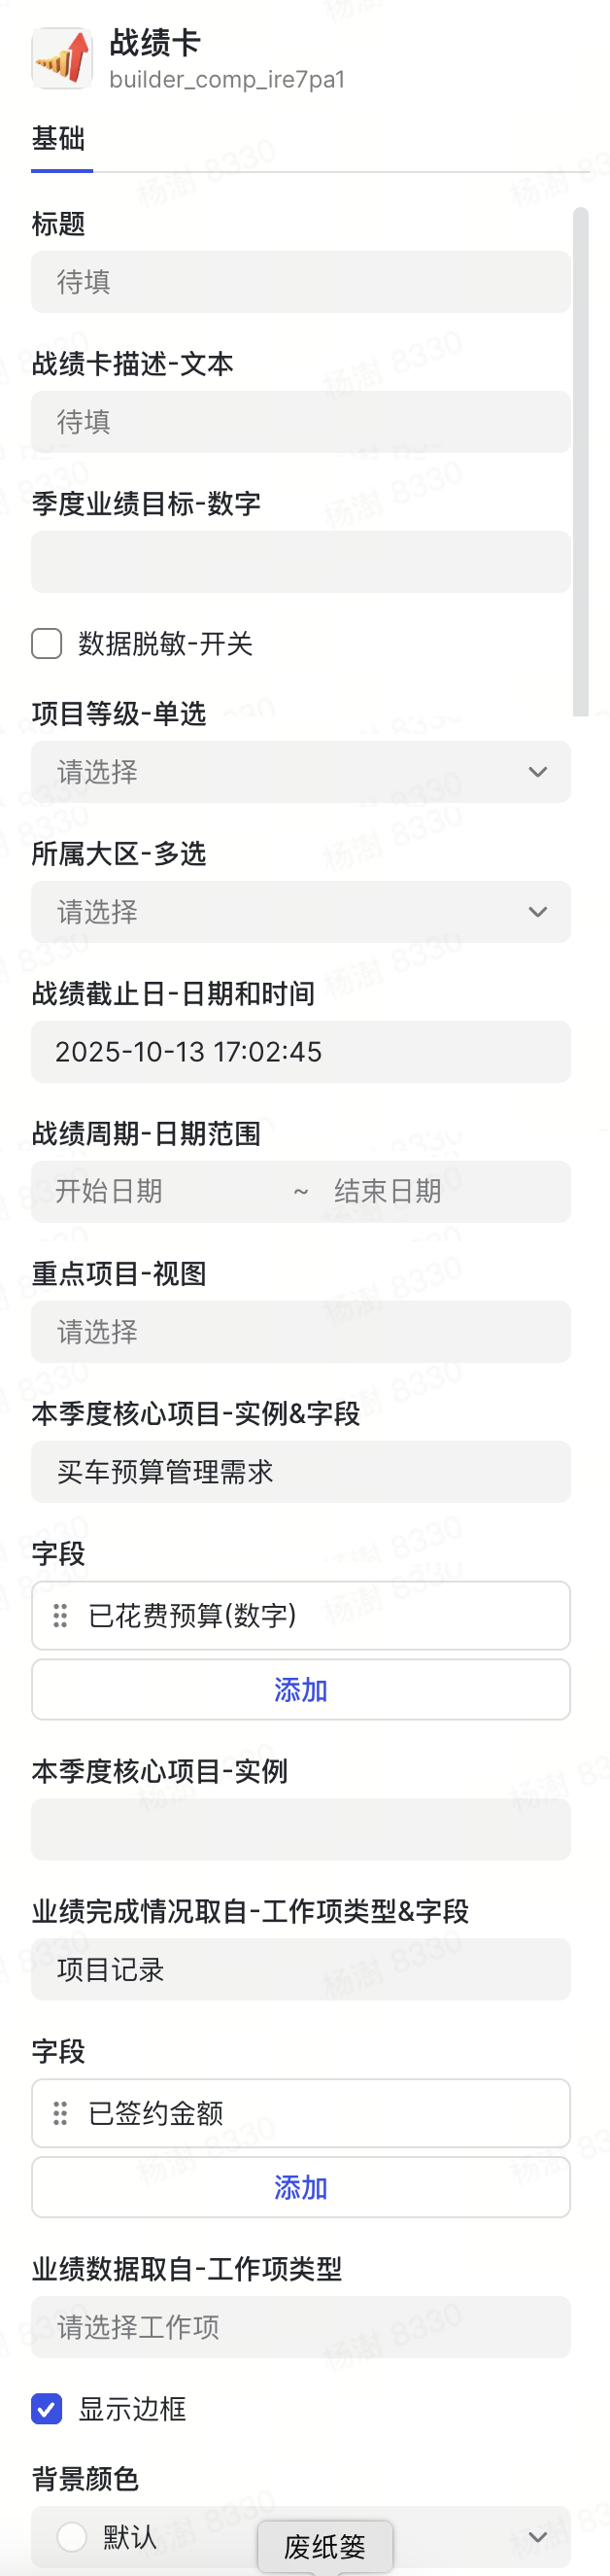 战绩卡
builder_comp_ire7pa1
基础
标题
待填
战绩卡描述-文本
待填
季度业绩目标-数字
数据脱敏-开关
项目等级-单选
请选择
所属大区-多选
请选择
战绩截止日-日期和时间
2025-10-13 17:02:45
战绩周期-日期范围
开始日期 ~ 结束日期
重点项目-视图
请选择
本季度核心项目-实例&字段
买车预算管理需求
字段
已花费预算(数字)
添加
本季度核心项目-实例
业绩完成情况取自-工作项类型&字段
项目记录
字段
已签约金额
添加
业绩数据取自-工作项类型
请选择工作项
显示边框
背景颜色
默认
废纸篓
杨澍 8330